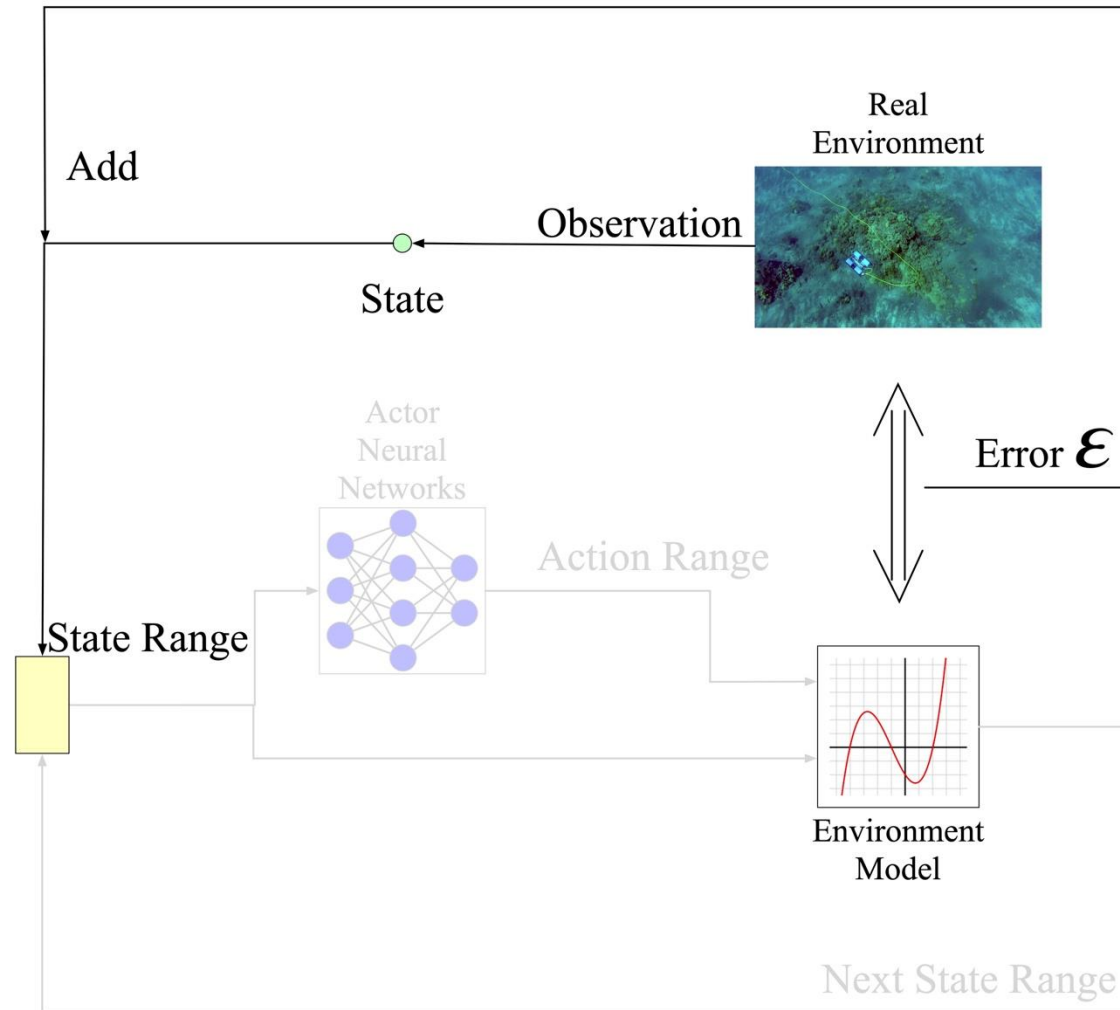 Real
Environment
Add
Observation
State
Actor
Neural
Networks
Error ε
Action Range
State Range
Environment
Model
Next State Range